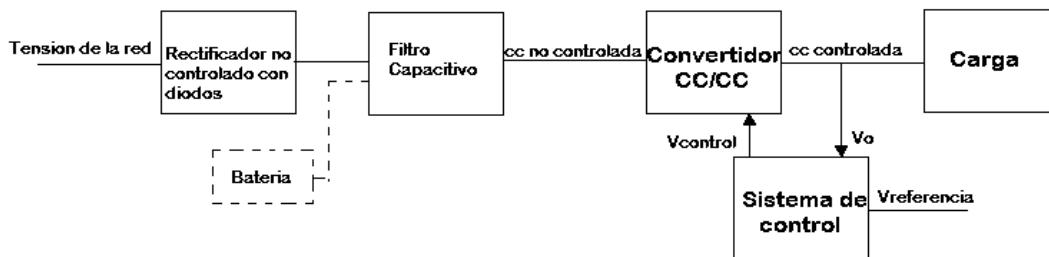 Tension de la red
Rectificador no
controlado con
diodos
Filtro
Capacitivo
cc no controlada
Convertidor
CC/CC
cc controlada
Carga
Vcontrol
Vo
Bateria
Sistema de
control
Vreferencia